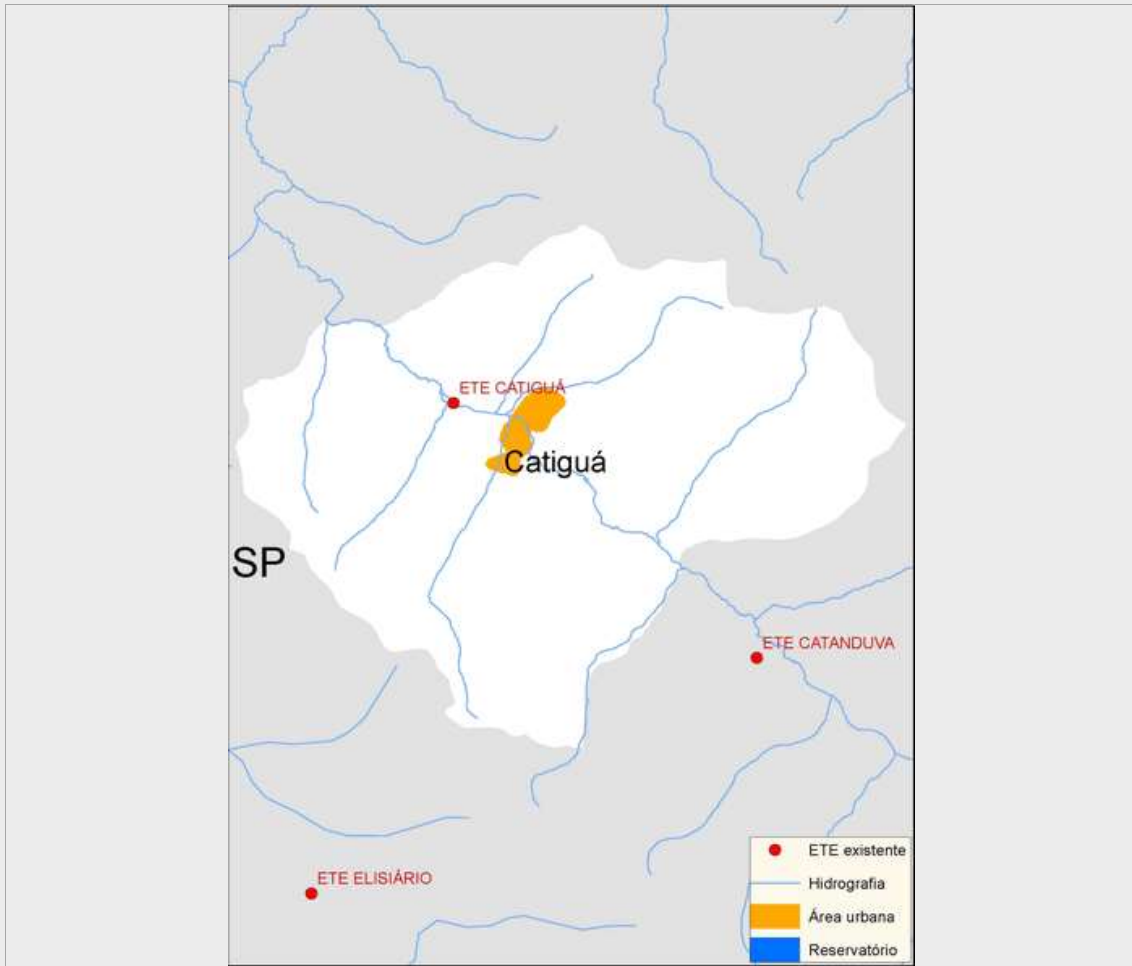 ETE CATIGUÁ
Catiguá
SP
ETE CATANDUVA
ETE ELISIÁRIO
ETE existente
Hidrografia
Área urbana
Reservatório